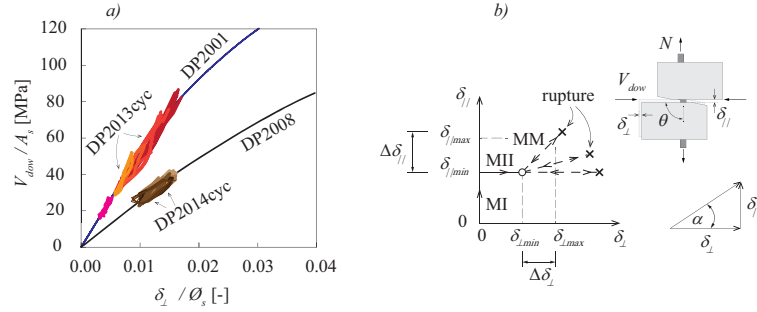 a)
V_dow / A_s [MPa]
120
100
80
60
40
20
0
0.00
0.01
0.02
0.03
0.04
δ_⊥ / Ø_s [-]
DP2001
DP2013cyc
DP2008
DP2014cyc
b)
δ_//
rupture
δ_//max
MM
Δδ_//
δ_//min
MII
MI
0
0
δ_⊥min
δ_⊥max
δ_⊥
Δδ_⊥
N
V_dow
δ_⊥
θ
δ_//
α
δ_⊥
δ_//